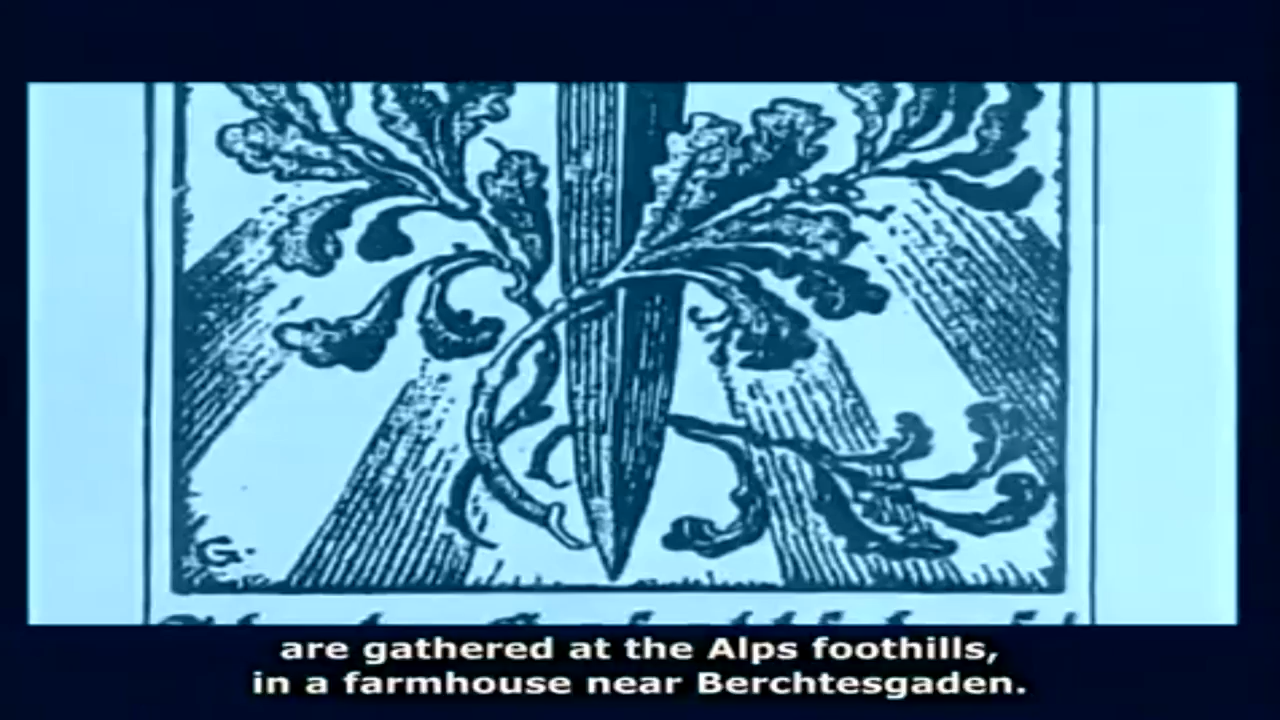 G.
are gathered at the Alps foothills,
in a farmhouse near Berchtesgaden.